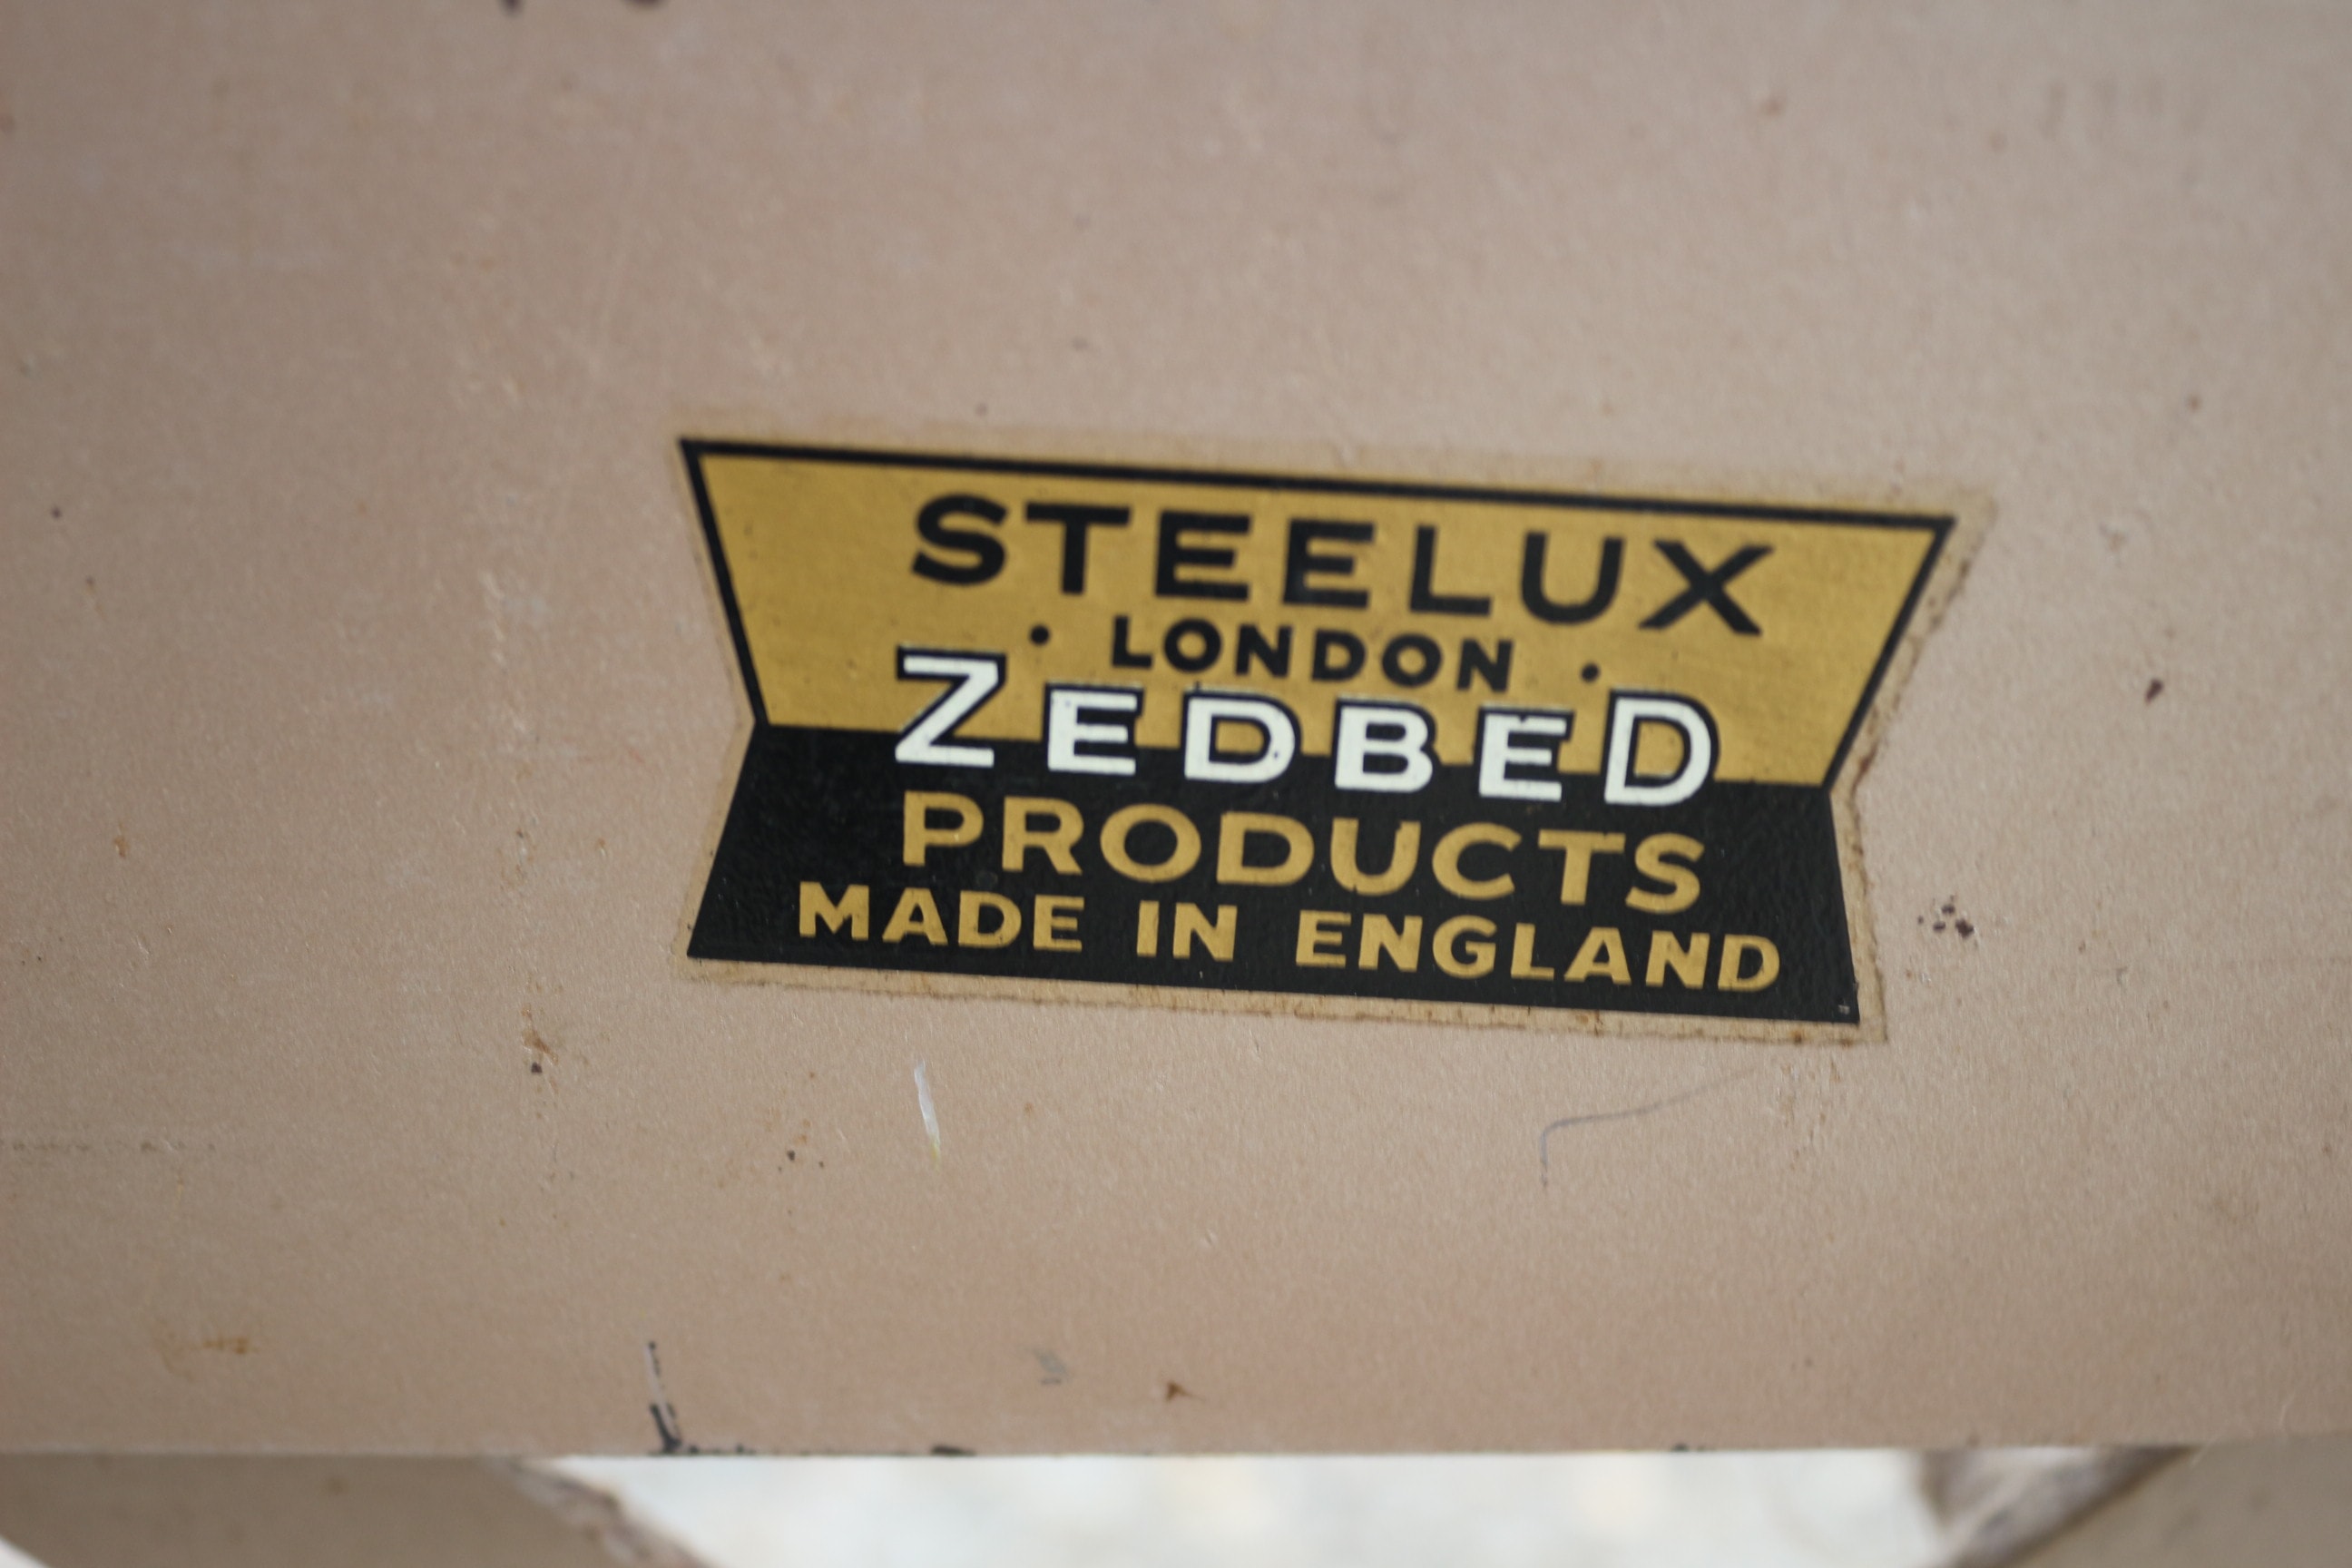 STEELUX
• LONDON •
ZEDBED
PRODUCTS
MADE IN ENGLAND